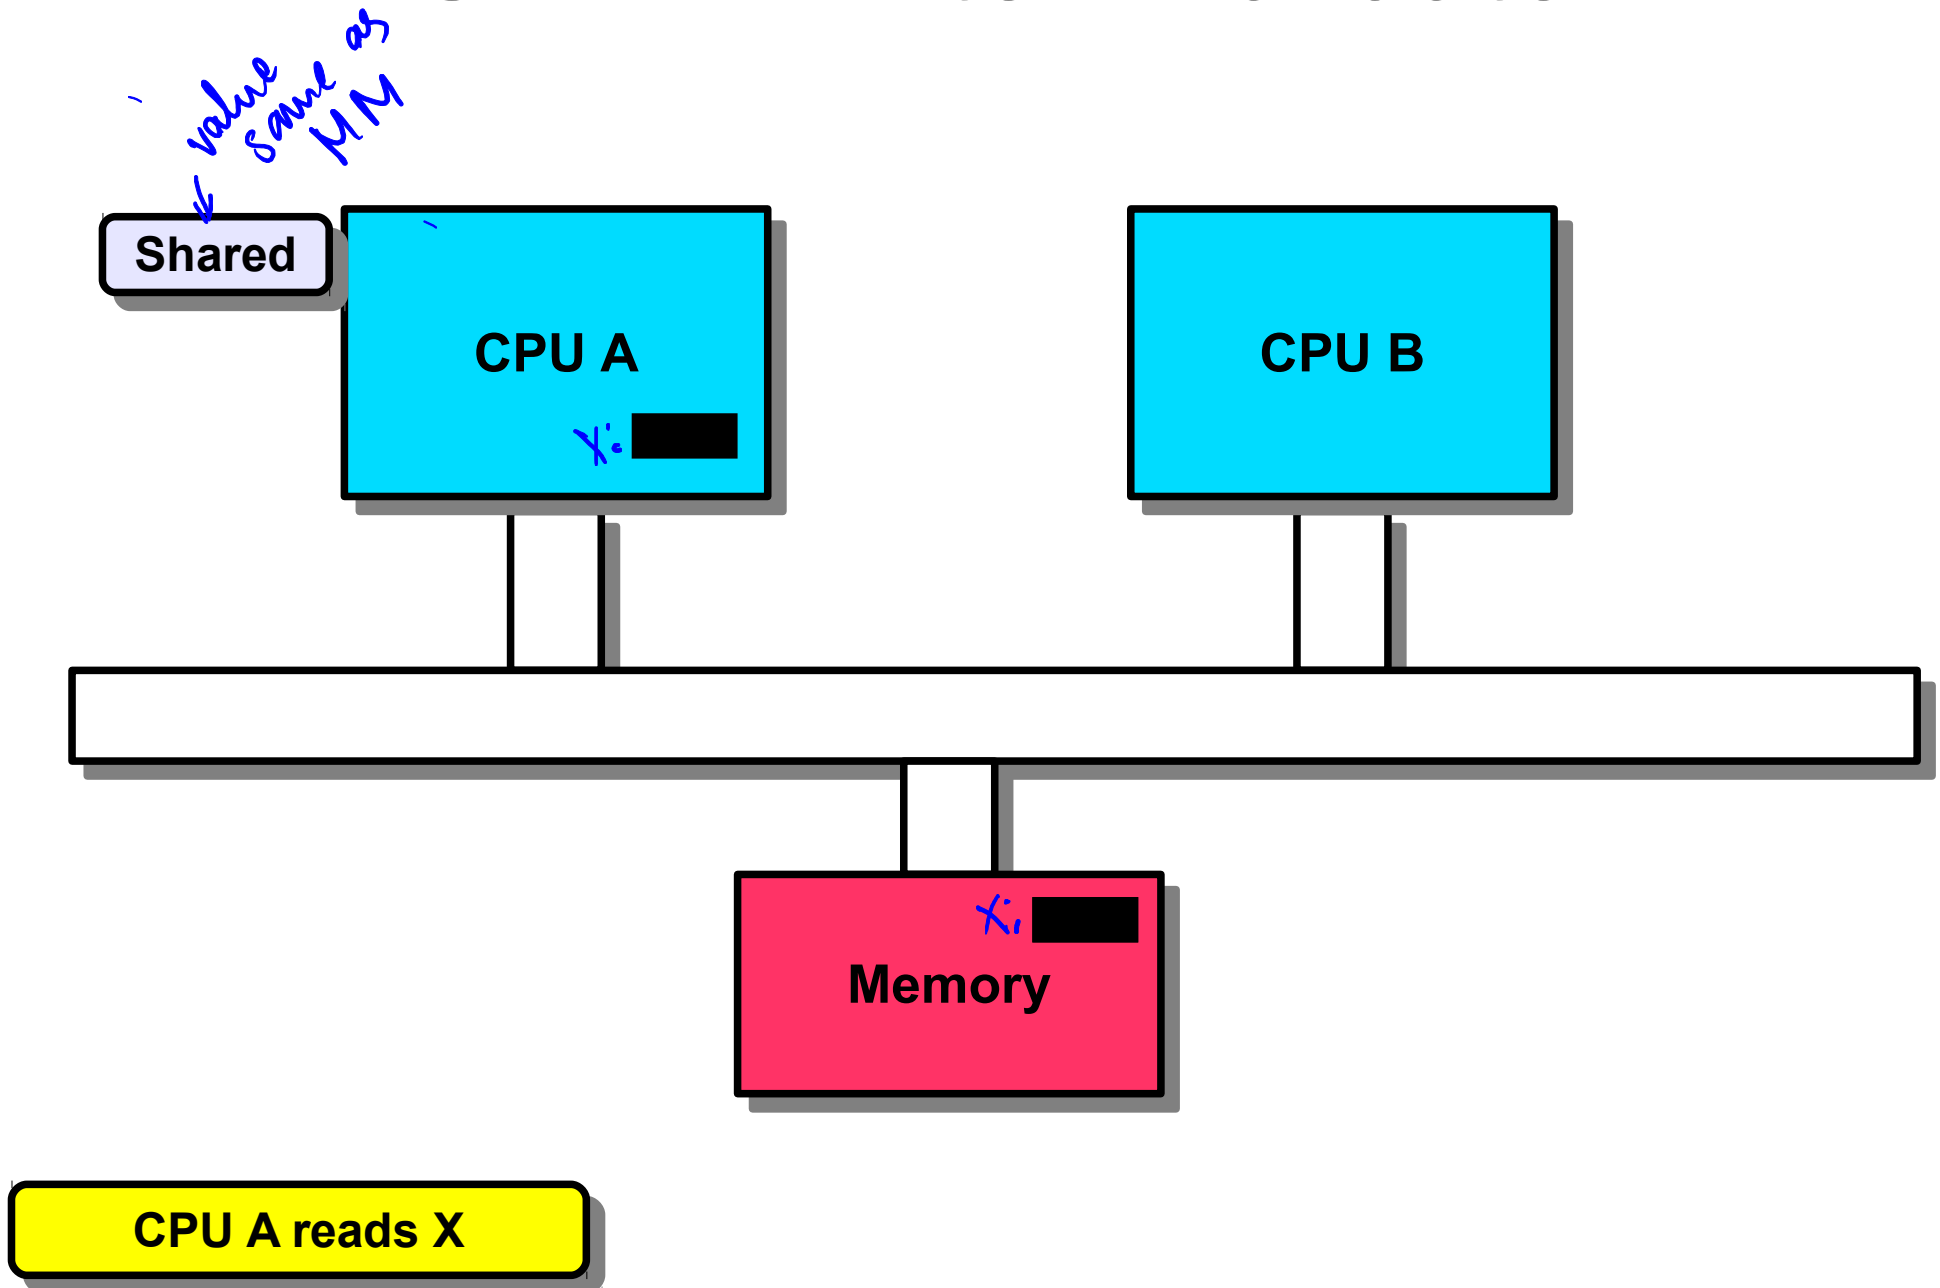 value
same as
MM
Shared
CPU A
CPU B
X:
X:
Memory
CPU A reads X